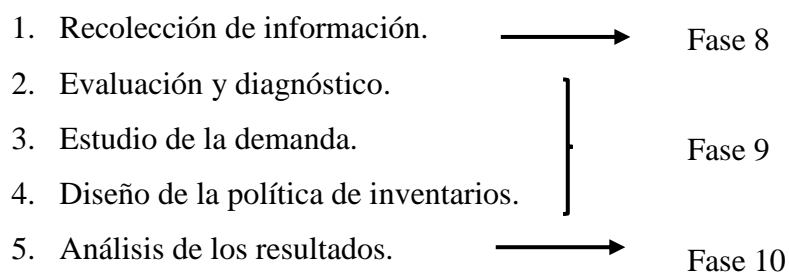 1. Recolección de información. Fase 8
2. Evaluación y diagnóstico.
3. Estudio de la demanda. Fase 9
4. Diseño de la política de inventarios.
5. Análisis de los resultados. Fase 10